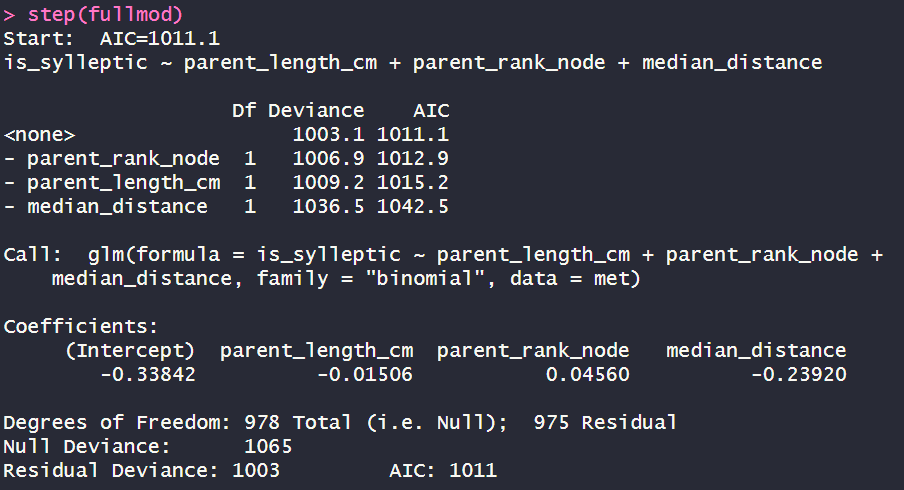 > step(fullmod)
Start:  AIC=1011.1
is_sylleptic ~ parent_length_cm + parent_rank_node + median_distance
                   Df Deviance    AIC
<none>                  1003.1 1011.1
- parent_rank_node  1   1006.9 1012.9
- parent_length_cm  1   1009.2 1015.2
- median_distance   1   1036.5 1042.5
Call:  glm(formula = is_sylleptic ~ parent_length_cm + parent_rank_node +
    median_distance, family = "binomial", data = met)
Coefficients:
     (Intercept)  parent_length_cm  parent_rank_node   median_distance
        -0.33842          -0.01506           0.04560          -0.23920
Degrees of Freedom: 978 Total (i.e. Null);  975 Residual
Null Deviance:      1065
Residual Deviance: 1003        AIC: 1011